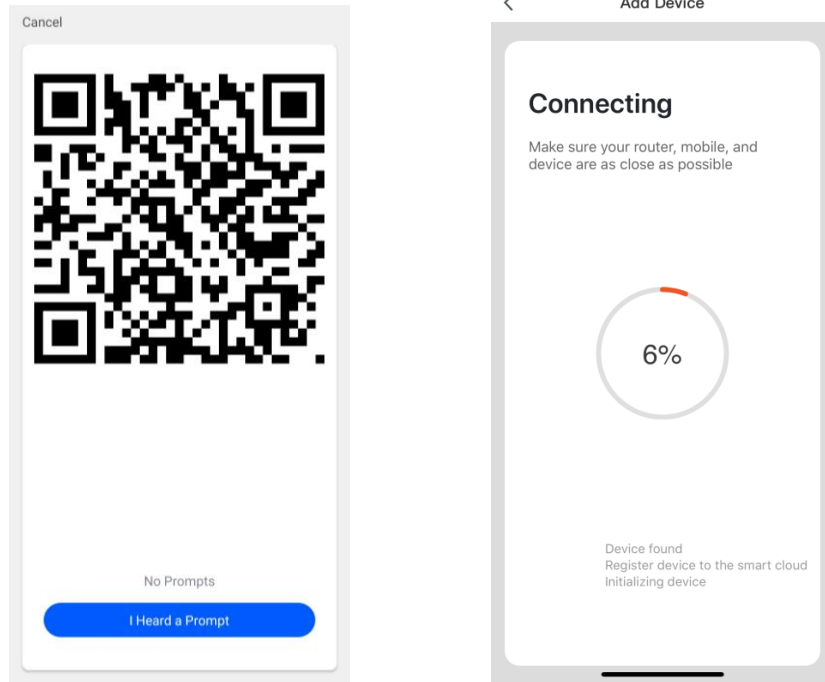 Cancel
No Prompts
I Heard a Prompt
Add Device
Connecting
Make sure your router, mobile, and
device are as close as possible
6%
Device found
Register device to the smart cloud
Initializing device